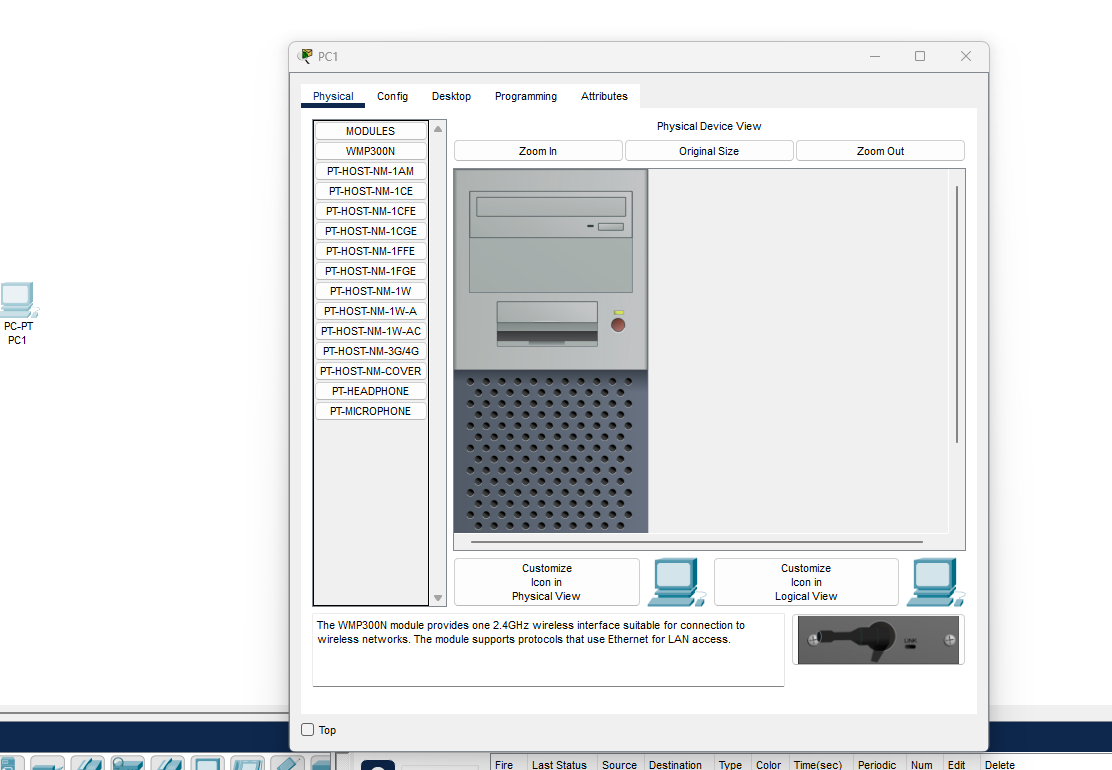 PC1
Physical
Config
Desktop
Programming
Attributes
MODULES
WMP300N
PT-HOST-NM-1AM
PT-HOST-NM-1CE
PT-HOST-NM-1CFE
PT-HOST-NM-1CGE
PT-HOST-NM-1FFE
PT-HOST-NM-1FGE
PT-HOST-NM-1W
PT-HOST-NM-1W-A
PT-HOST-NM-1W-AC
PT-HOST-NM-3G/4G
PT-HOST-NM-COVER
PT-HEADPHONE
PT-MICROPHONE
Physical Device View
Zoom In
Original Size
Zoom Out
PC-PT
PC1
Customize
Icon in
Physical View
Customize
Icon in
Logical View
The WMP300N module provides one 2.4GHz wireless interface suitable for connection to
wireless networks. The module supports protocols that use Ethernet for LAN access.
LINK
Top
Fire
Last Status
Source
Destination
Type
Color
Time(sec)
Periodic
Num
Edit
Delete